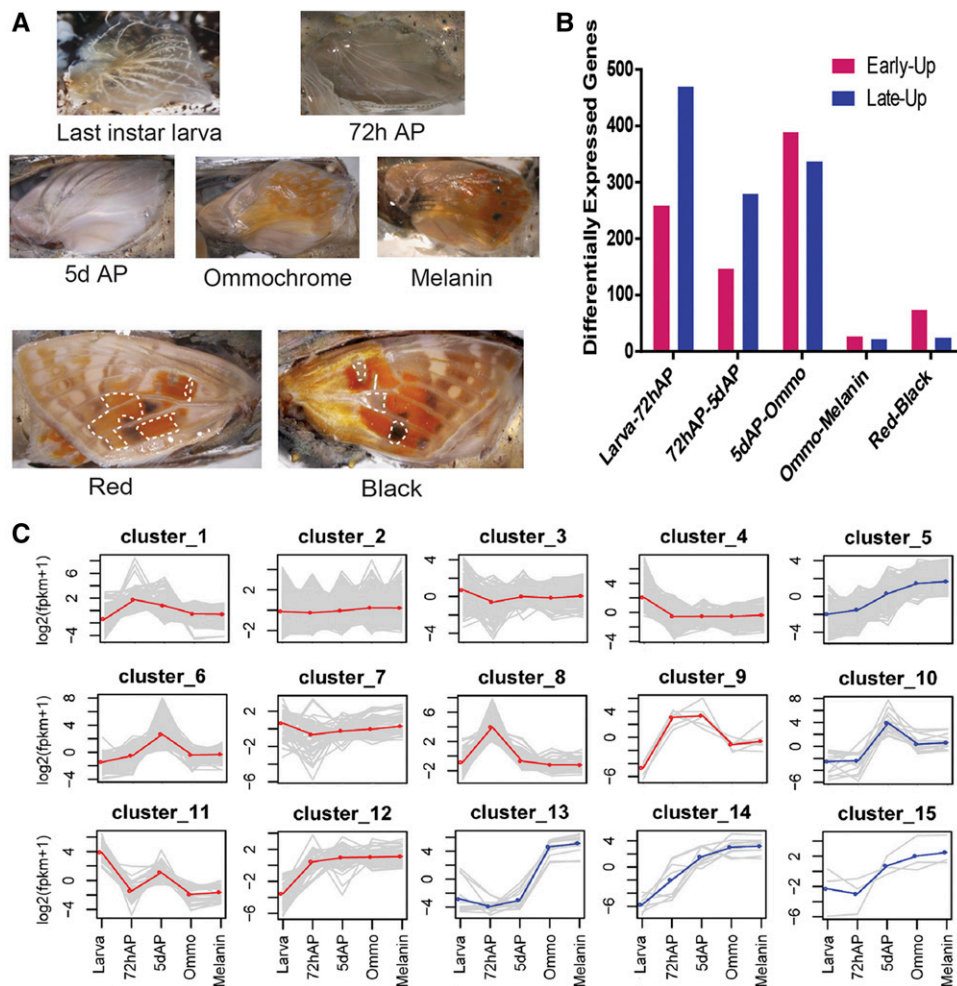 A
Last instar larva
72h AP
5d AP
Ommochrome
Melanin
Red
Black
B
Differentially Expressed Genes
500
400
300
200
100
0
Early-Up
Late-Up
Larva-72hAP
72hAP-5dAP
5dAP-Ommo
Ommo-Melanin
Red-Black
C
cluster_1 cluster_2 cluster_3 cluster_4 cluster_5
log2(fpkm+1)
8 6 2 -4
2 0 -2
4 0 -4
4 0 -4
4 0 -4
cluster_6 cluster_7 cluster_8 cluster_9 cluster_10
log2(fpkm+1)
8 4 0 -4
2 0 -2 -4
6 2 -2
6 2 -2 -6
8 4 0 -6
cluster_11 cluster_12 cluster_13 cluster_14 cluster_15
log2(fpkm+1)
4 0 -4
2 -2 -6
4 0 -4
2 -2 -6
2 -2 -6
Larva 72hAP 5dAP Ommo Melanin
Larva 72hAP 5dAP Ommo Melanin
Larva 72hAP 5dAP Ommo Melanin
Larva 72hAP 5dAP Ommo Melanin
Larva 72hAP 5dAP Ommo Melanin